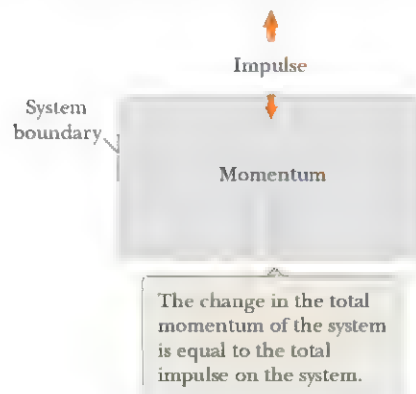 Impulse
System
boundary
Momentum
The change in the total
momentum of the system
is equal to the total
impulse on the system.